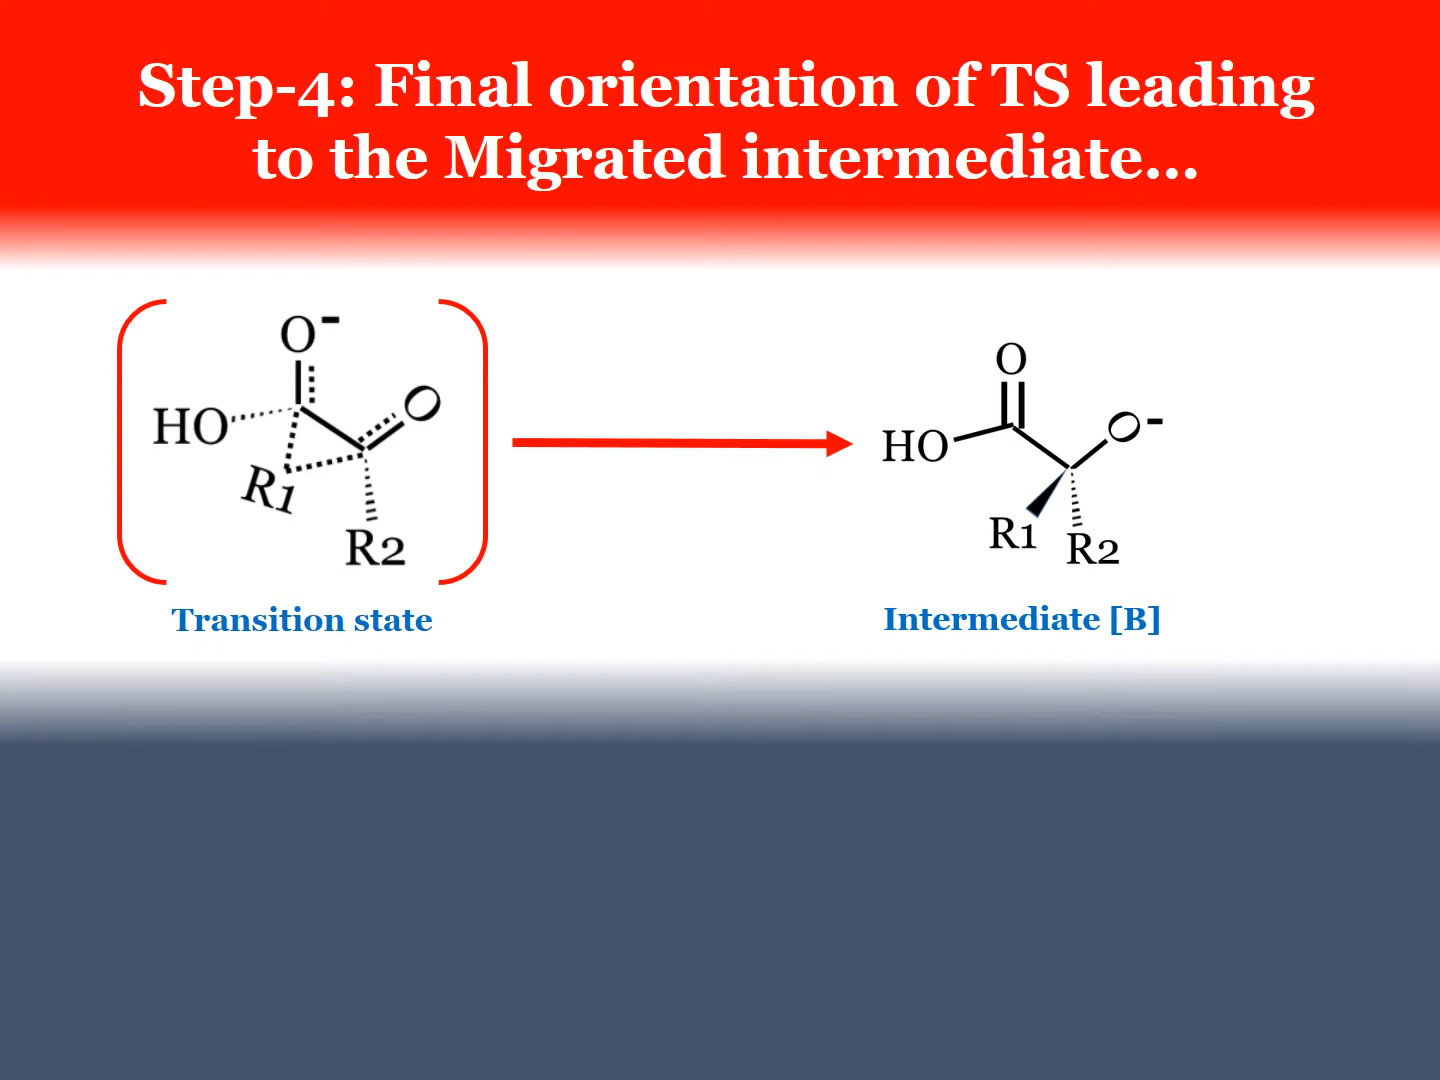 Step-4: Final orientation of TS leading
to the Migrated intermediate...
O-
O
HO
R1
R2
Transition state
O
O-
HO
R1
R2
Intermediate [B]